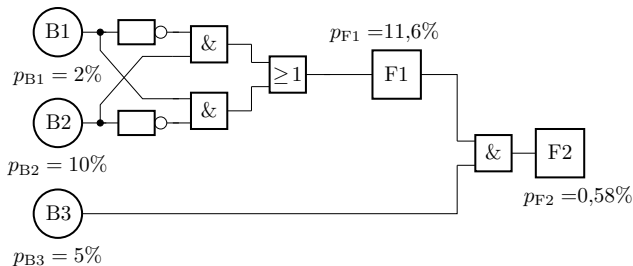 B1
&
p_F1 = 11,6%
p_B1 = 2%
≥1
F1
B2
&
p_B2 = 10%
&
F2
p_F2 =0,58%
B3
p_B3 = 5%